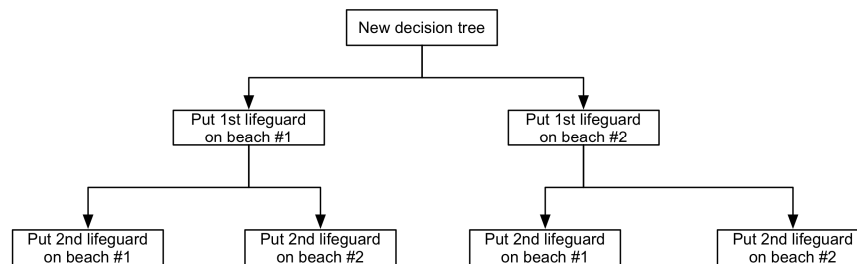 New decision tree
Put 1st lifeguard
on beach #1
Put 1st lifeguard
on beach #2
Put 2nd lifeguard
on beach #1
Put 2nd lifeguard
on beach #2
Put 2nd lifeguard
on beach #1
Put 2nd lifeguard
on beach #2